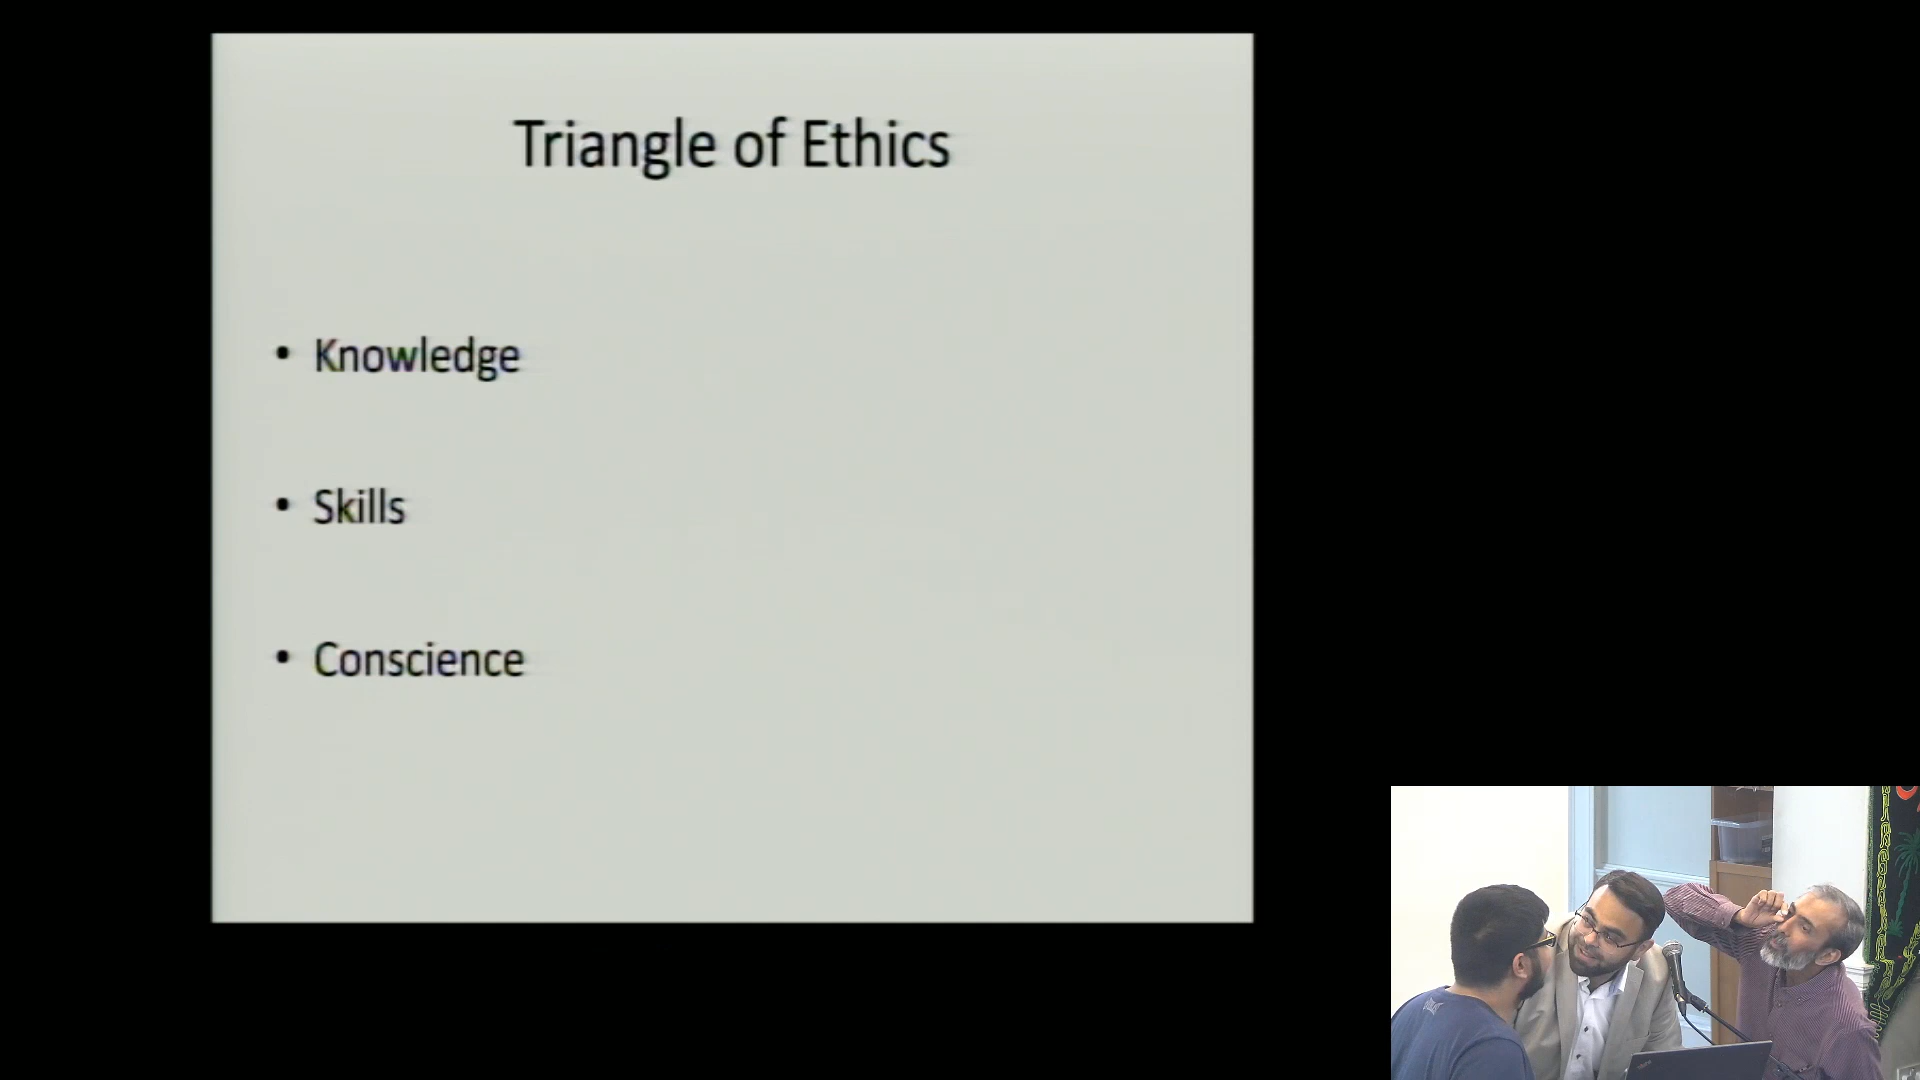 Triangle of Ethics
• Knowledge
• Skills
• Conscience